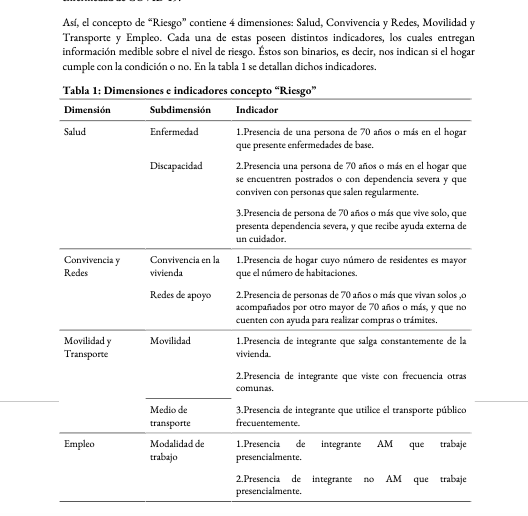 Así, el concepto de “Riesgo” contiene 4 dimensiones: Salud, Convivencia y Redes, Movilidad y
Transporte y Empleo. Cada una de estas poseen distintos indicadores, los cuales entregan
información medible sobre el nivel de riesgo. Éstos son binarios, es decir, nos indican si el hogar
cumple con la condición o no. En la tabla 1 se detallan dichos indicadores.
Tabla 1: Dimensiones e indicadores concepto “Riesgo”
Dimensión Subdimensión Indicador
Salud Enfermedad 1.Presencia de una persona de 70 años o más en el hogar
que presente enfermedades de base.
Discapacidad 2.Presencia una persona de 70 años o más en el hogar que
se encuentren postrados o con dependencia severa y que
conviven con personas que salen regularmente.
3.Presencia de persona de 70 años o más que vive solo, que
presenta dependencia severa, y que recibe ayuda externa de
un cuidador.
Convivencia y Convivencia en la 1.Presencia de hogar cuyo número de residentes es mayor
Redes vivienda que el número de habitaciones.
Redes de apoyo 2.Presencia de personas de 70 años o más que vivan solos ,o
acompañados por otro mayor de 70 años o más, y que no
cuenten con ayuda para realizar compras o trámites.
Movilidad y Movilidad 1.Presencia de integrante que salga constantemente de la
Transporte vivienda.
2.Presencia de integrante que viste con frecuencia otras
comunas.
Medio de 3.Presencia de integrante que utilice el transporte público
transporte frecuentemente.
Empleo Modalidad de 1.Presencia de integrante AM que trabaje
trabajo presencialmente.
2.Presencia de integrante no AM que trabaje
presencialmente.